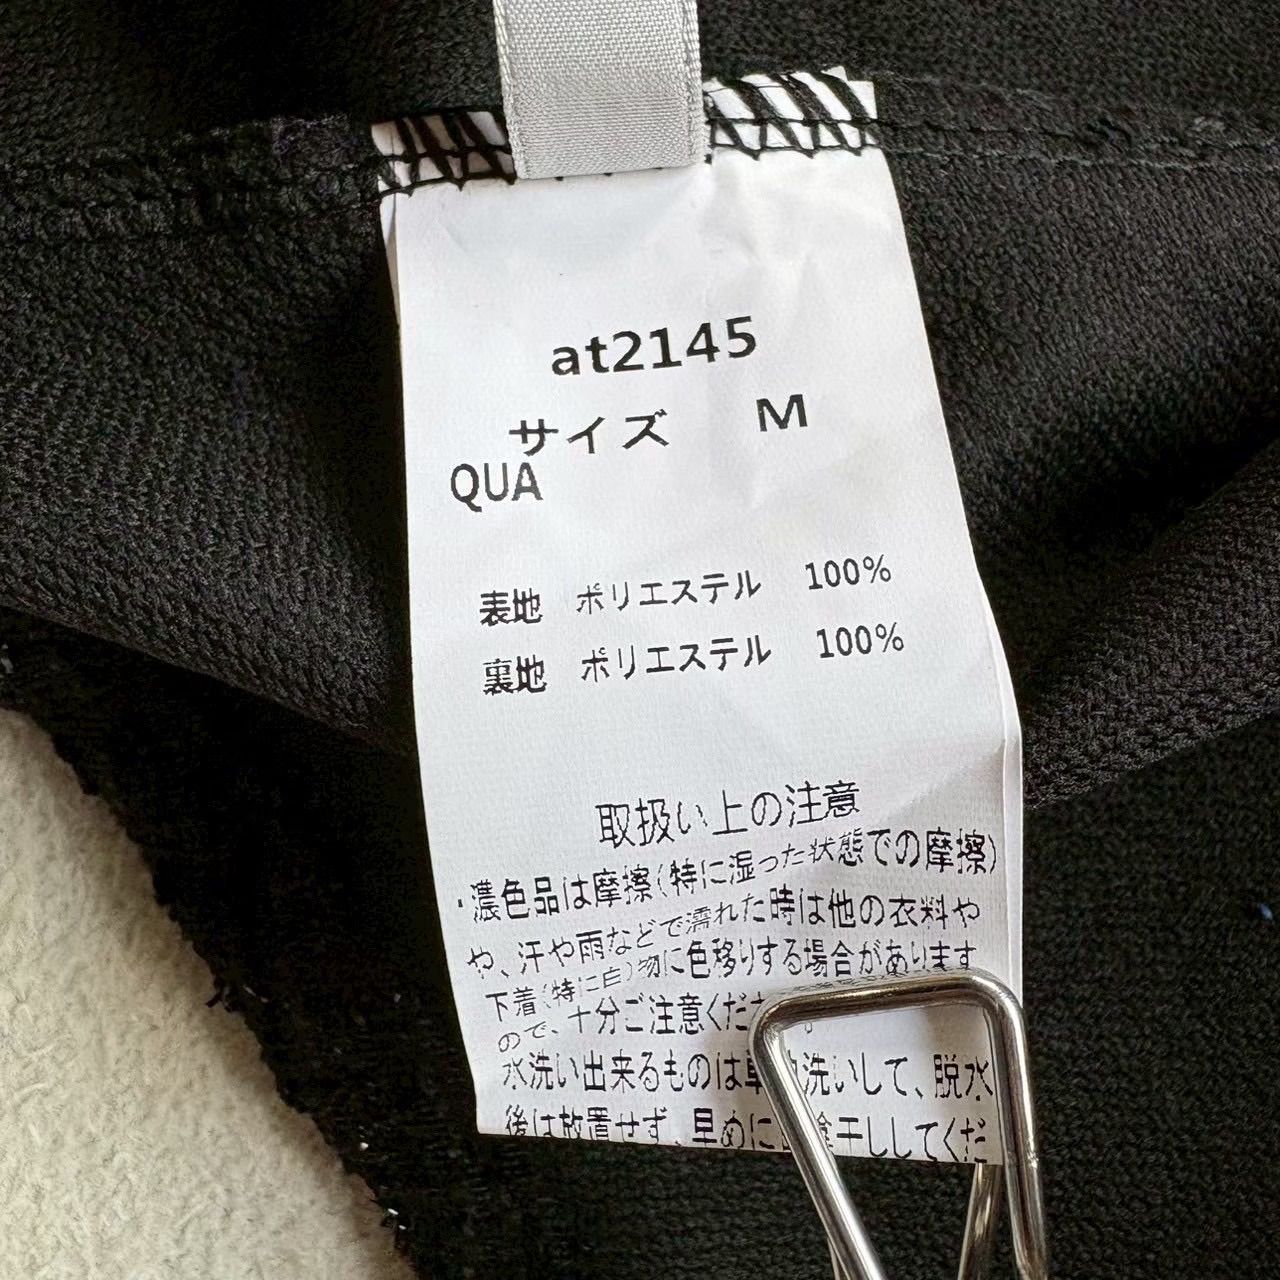 at2145
サイズ M
QUA
表地 ポリエステル 100%
裏地 ポリエステル 100%
取扱い上の注意
・濃色品は摩擦(特に湿った状態での摩擦)
や、汗や雨などで濡れた時は他の衣料や
下着(特に白)物に色移りする場合があります
ので、十分ご注意くださ
水洗い出来るものは単 洗いして、脱水
後は放置せず、早めに 陰干ししてくだ